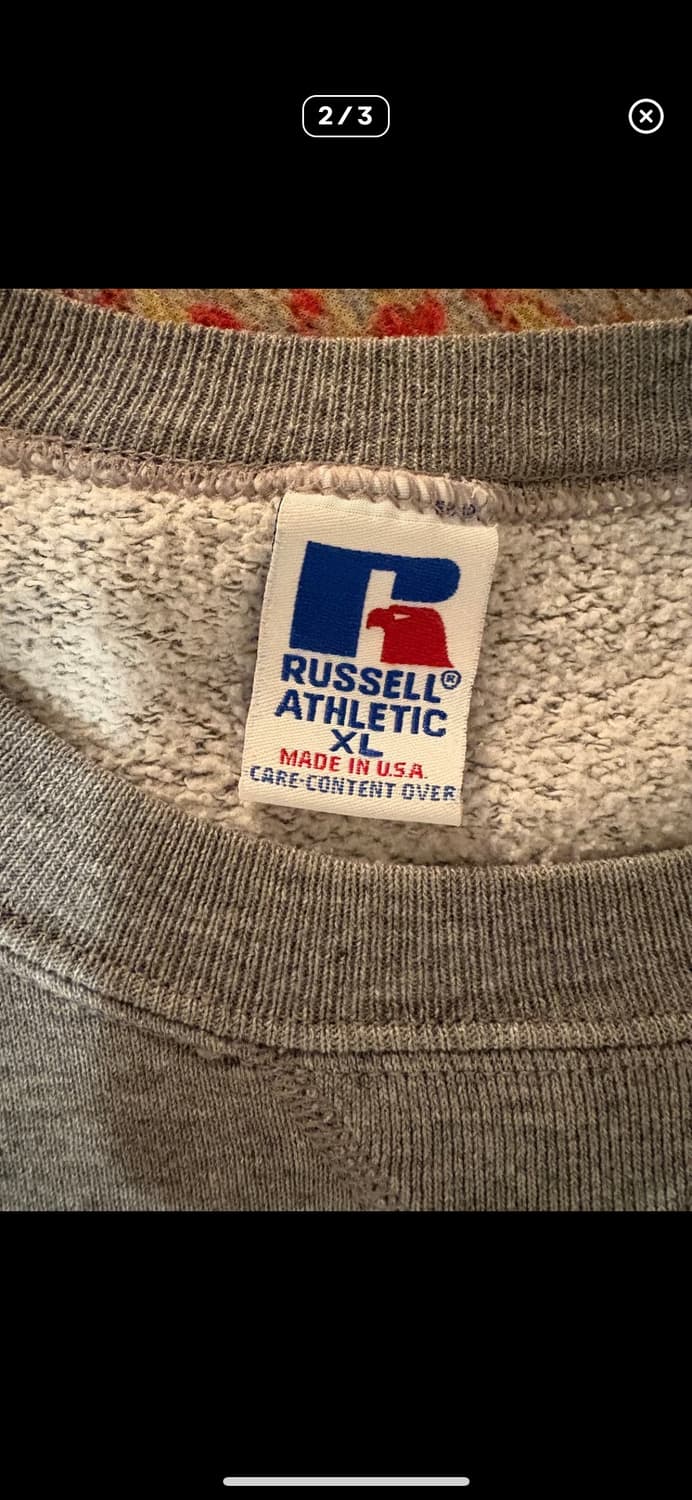 2/3
RUSSELL®
ATHLETIC
XL
MADE IN U.S.A.
CARE-CONTENT OVER